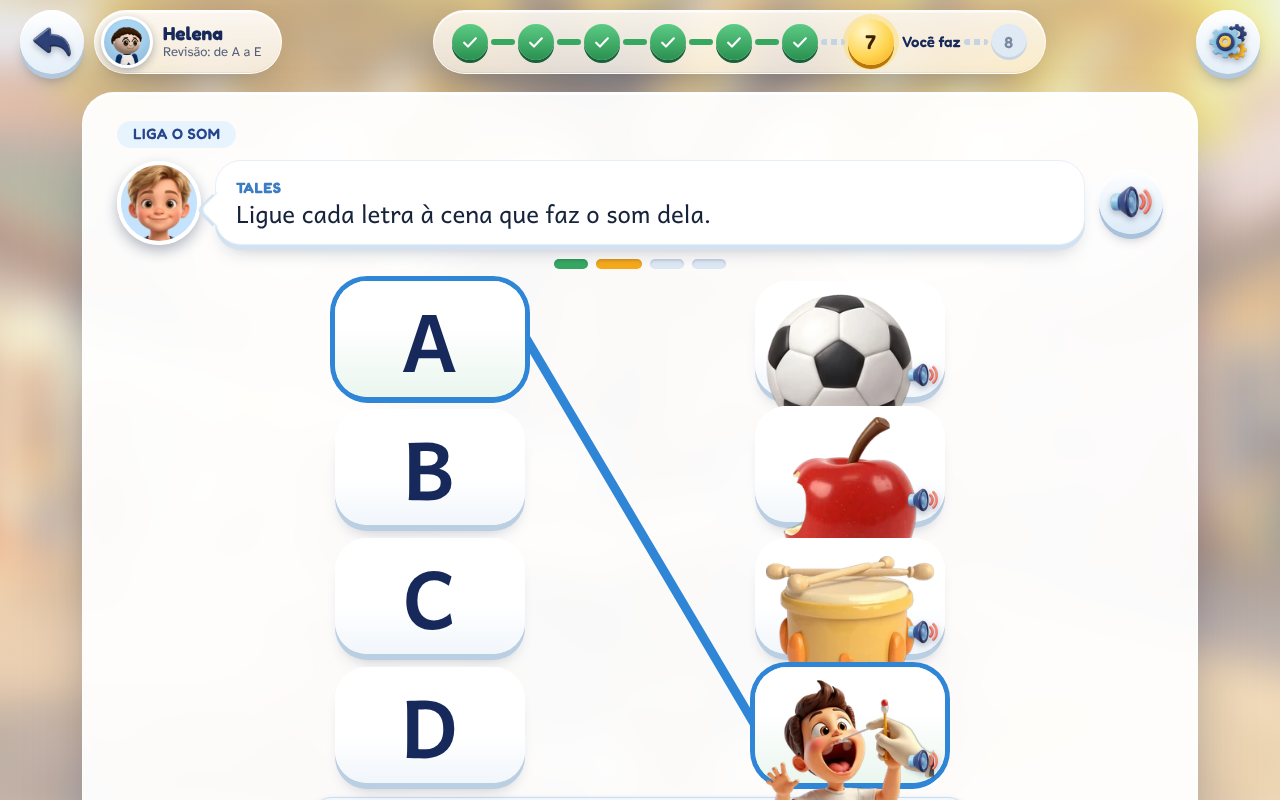 Helena
Revisão: de A a E
7
Você faz
8
LIGA O SOM
TALES
Ligue cada letra à cena que faz o som dela.
A
B
C
D